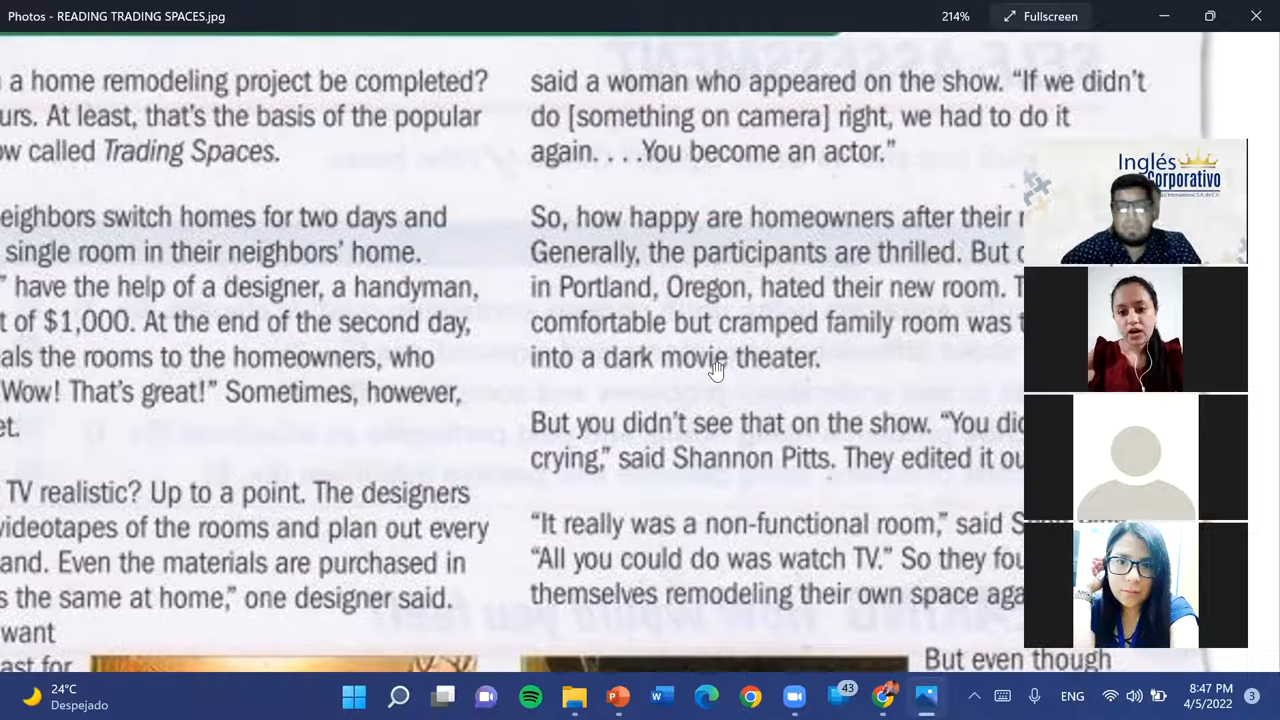 Photos - READING TRADING SPACES.jpg
214%
Fullscreen
a home remodeling project be completed?
urs. At least, that's the basis of the popular
ow called Trading Spaces.
eighbors switch homes for two days and
single room in their neighbors' home.
" have the help of a designer, a handyman,
t of $1,000. At the end of the second day,
eals the rooms to the homeowners, who
Wow! That's great!" Sometimes, however,
et.
TV realistic? Up to a point. The designers
videotapes of the rooms and plan out every
and. Even the materials are purchased in
s the same at home," one designer said.
want
ast for
said a woman who appeared on the show. "If we didn't
do [something on camera] right, we had to do it
again. . . .You become an actor."
So, how happy are homeowners after their
Generally, the participants are thrilled. But
in Portland, Oregon, hated their new room.
comfortable but cramped family room was
into a dark movie theater.
But you didn't see that on the show. "You
crying," said Shannon Pitts. They edited it
"It really was a non-functional room," said
"All you could do was watch TV." So they
themselves remodeling their own space
But even though
Inglés
Corporativo
24°C
Despejado
43
ENG
8:47 PM
4/5/2022
3